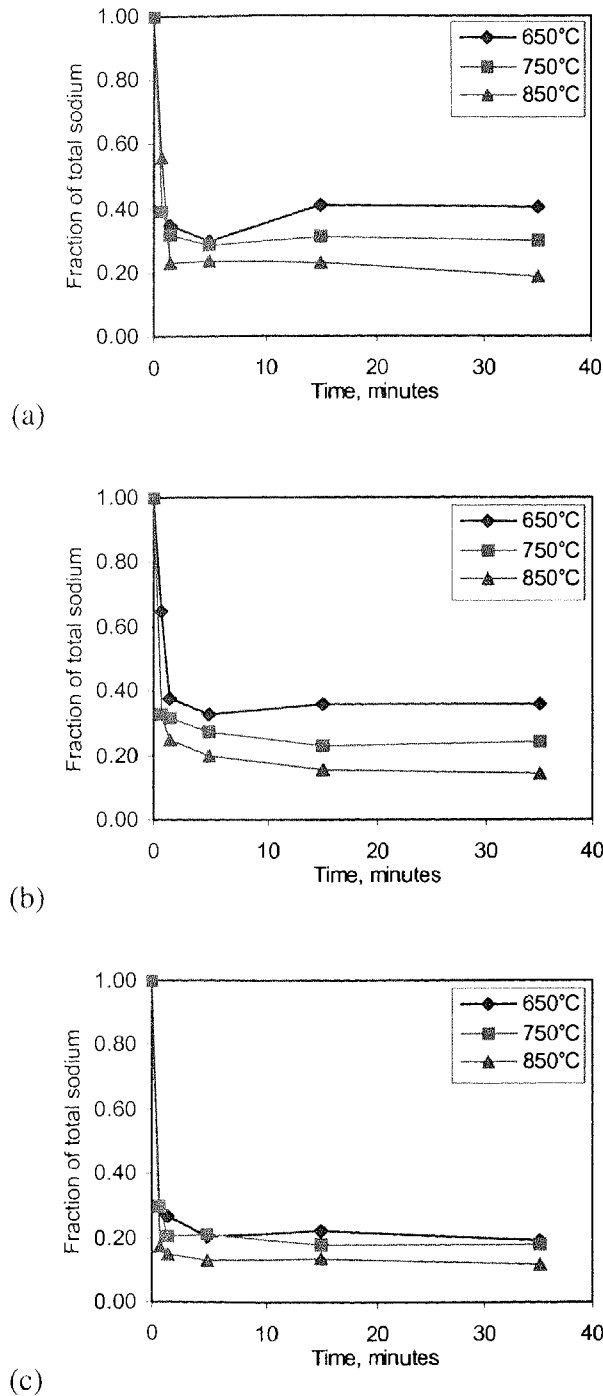 1.00
0.80
0.60
0.40
0.20
0.00
Fraction of total sodium
650°C
750°C
850°C
0 10 20 30 40
Time, minutes
(a)
1.00
0.80
0.60
0.40
0.20
0.00
Fraction of total sodium
650°C
750°C
850°C
0 10 20 30 40
Time, minutes
(b)
1.00
0.80
0.60
0.40
0.20
0.00
Fraction of total sodium
650°C
750°C
850°C
0 10 20 30 40
Time, minutes
(c)